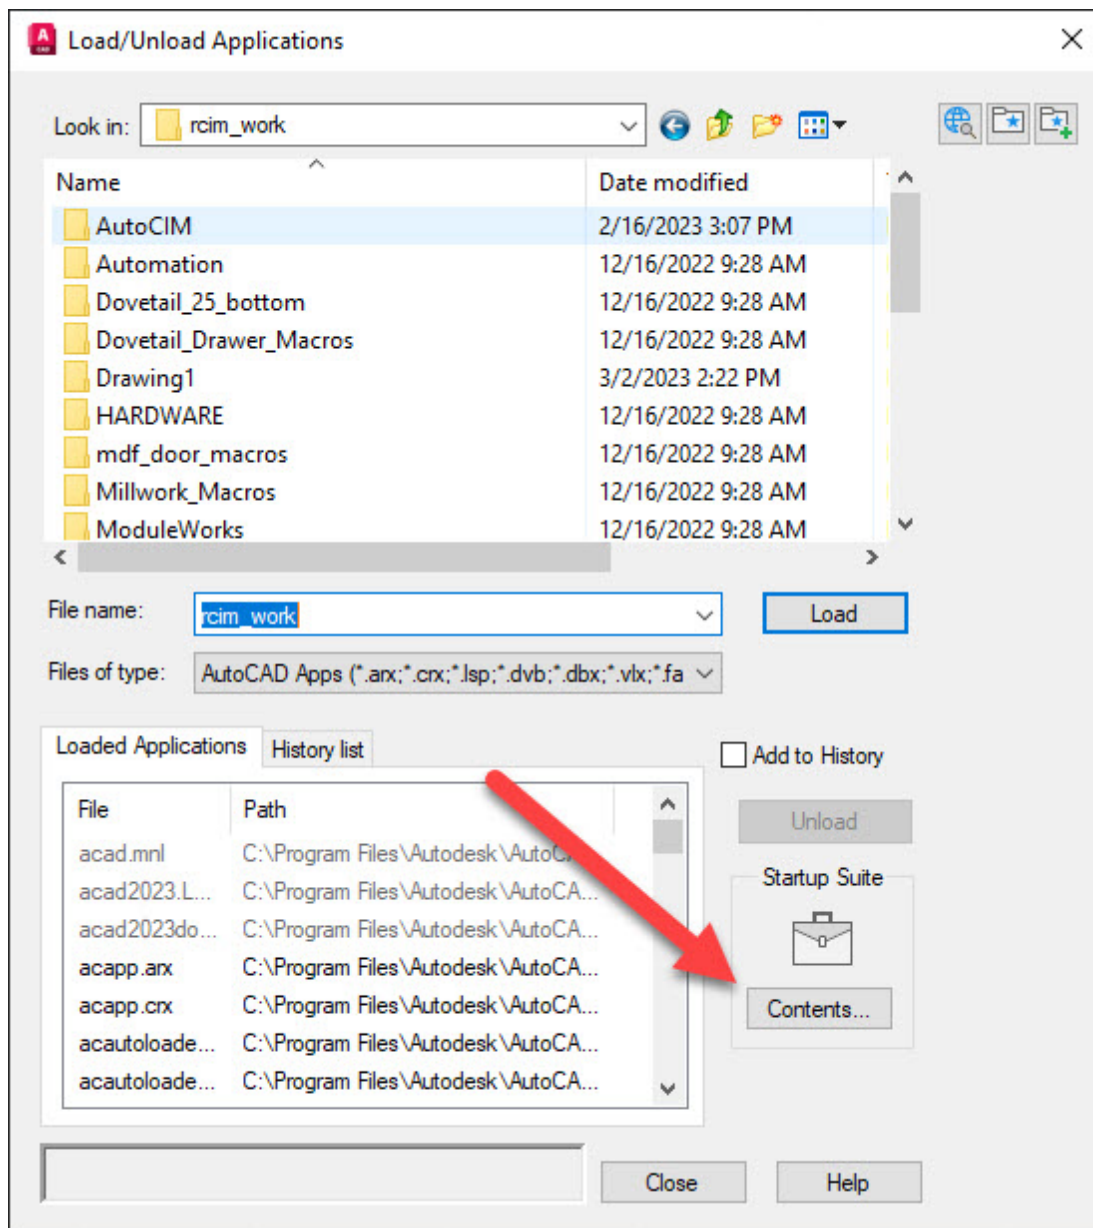 Load/Unload Applications
Look in: rcim_work
Name Date modified
AutoCIM 2/16/2023 3:07 PM
Automation 12/16/2022 9:28 AM
Dovetail_25_bottom 12/16/2022 9:28 AM
Dovetail_Drawer_Macros 12/16/2022 9:28 AM
Drawing1 3/2/2023 2:22 PM
HARDWARE 12/16/2022 9:28 AM
mdf_door_macros 12/16/2022 9:28 AM
Millwork_Macros 12/16/2022 9:28 AM
ModuleWorks 12/16/2022 9:28 AM
File name: rcim_work Load
Files of type: AutoCAD Apps (*.arx;*.crx;*.lsp;*.dvb;*.dbx;*.vlx;*.fa
Loaded Applications History list
Add to History
File Path
Unload
acad.mnl C:\Program Files\Autodesk\AutoCA...
acad2023.L... C:\Program Files\Autodesk\AutoCA...
Startup Suite
acad2023do... C:\Program Files\Autodesk\AutoCA...
acapp.arx C:\Program Files\Autodesk\AutoCA...
acapp.crx C:\Program Files\Autodesk\AutoCA...
Contents...
acautoloade... C:\Program Files\Autodesk\AutoCA...
acautoloade... C:\Program Files\Autodesk\AutoCA...
Close Help